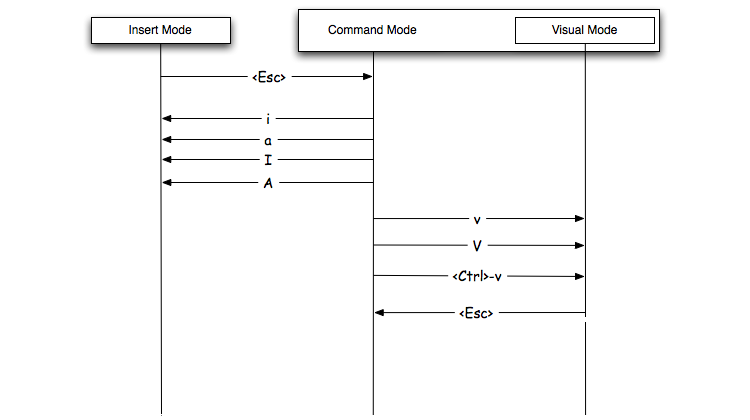 Insert Mode
Command Mode
Visual Mode
<Esc>
i
a
I
A
v
V
<Ctrl>-v
<Esc>